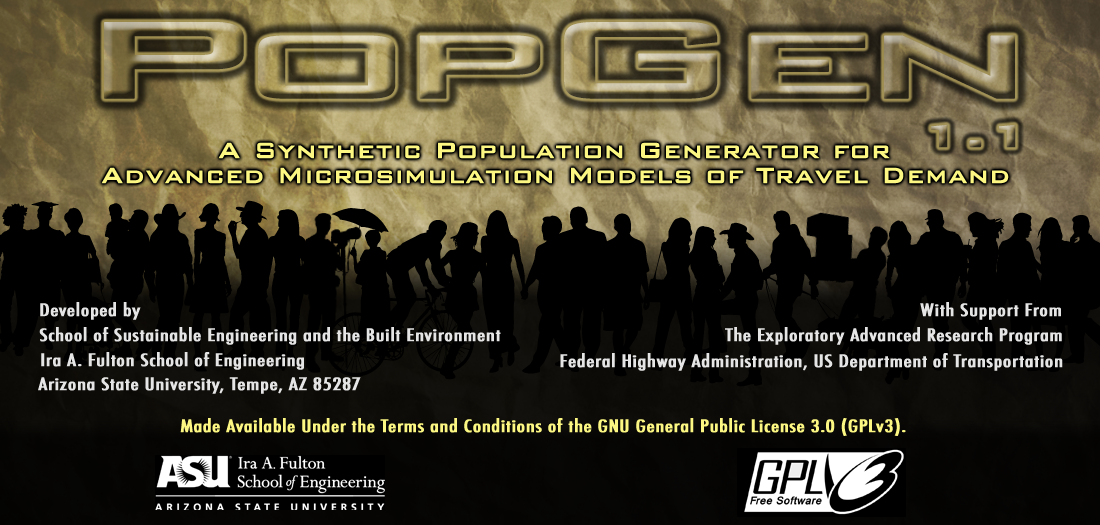 PopGen
1.1
A Synthetic Population Generator for
Advanced Microsimulation Models of Travel Demand
Developed by
School of Sustainable Engineering and the Built Environment
Ira A. Fulton School of Engineering
Arizona State University, Tempe, AZ 85287
With Support From
The Exploratory Advanced Research Program
Federal Highway Administration, US Department of Transportation
Made Available Under the Terms and Conditions of the GNU General Public License 3.0 (GPLv3).
ASU Ira A. Fulton
School of Engineering
ARIZONA STATE UNIVERSITY
GPLv3
Free Software